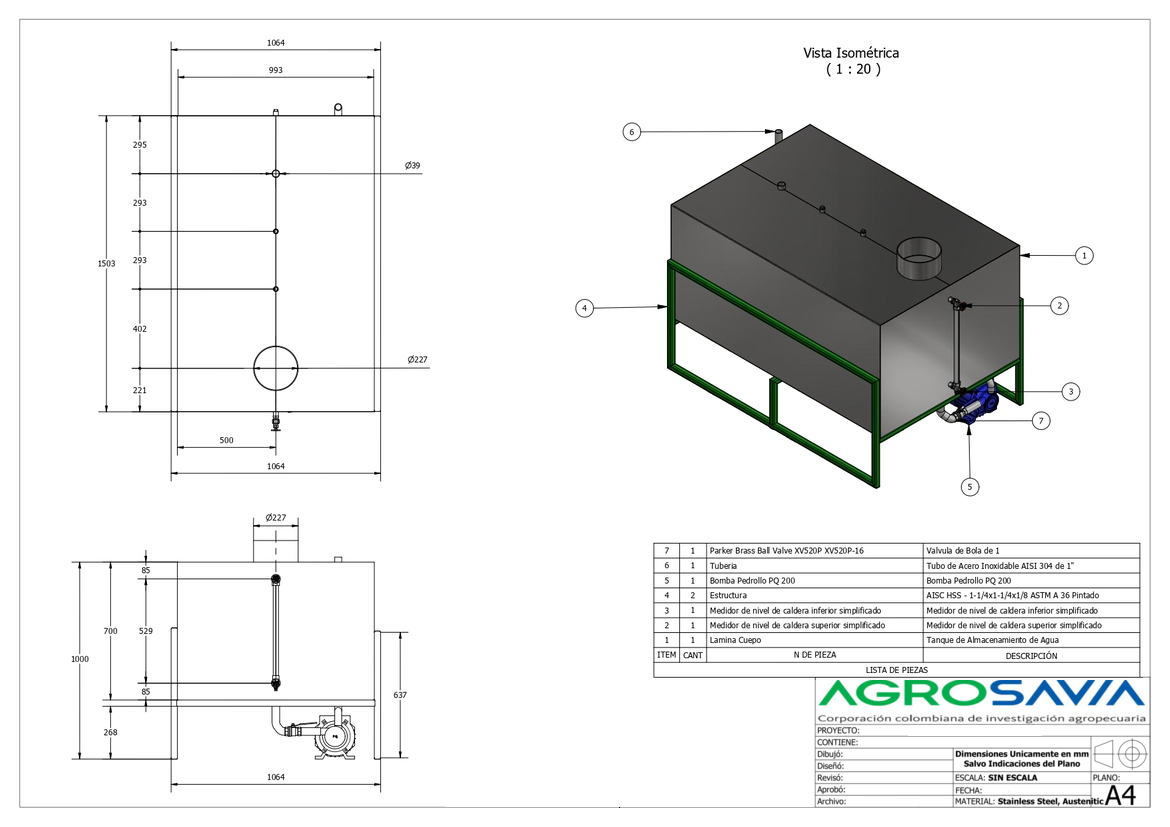 1064
993
Vista Isométrica
( 1 : 20 )
295
Ø39
293
1503
293
402
Ø227
221
500
1064
6
1
2
4
3
7
5
Ø227
85
700
529
1000
85
637
268
1064
7 1 Parker Brass Ball Valve XV520P XV520P-16 Valvula de Bola de 1
6 1 Tuberia Tubo de Acero Inoxidable AISI 304 de 1"
5 1 Bomba Pedrollo PQ 200 Bomba Pedrollo PQ 200
4 2 Estructura AISC HSS - 1-1/4x1-1/4x1/8 ASTM A 36 Pintado
3 1 Medidor de nivel de caldera inferior simplificado Medidor de nivel de caldera inferior simplificado
2 1 Medidor de nivel de caldera superior simplificado Medidor de nivel de caldera superior simplificado
1 1 Lamina Cuepo Tanque de Almacenamiento de Agua
ITEM CANT N DE PIEZA DESCRIPCIÓN
LISTA DE PIEZAS
AGROSAVIA
Corporación colombiana de investigación agropecuaria
PROYECTO:
CONTIENE:
Dibujó: Dimensiones Unicamente en mm
Diseñó: Salvo Indicaciones del Plano
Revisó: ESCALA: SIN ESCALA PLANO:
Aprobó: FECHA:
Archivo: MATERIAL: Stainless Steel, Austenitic A4